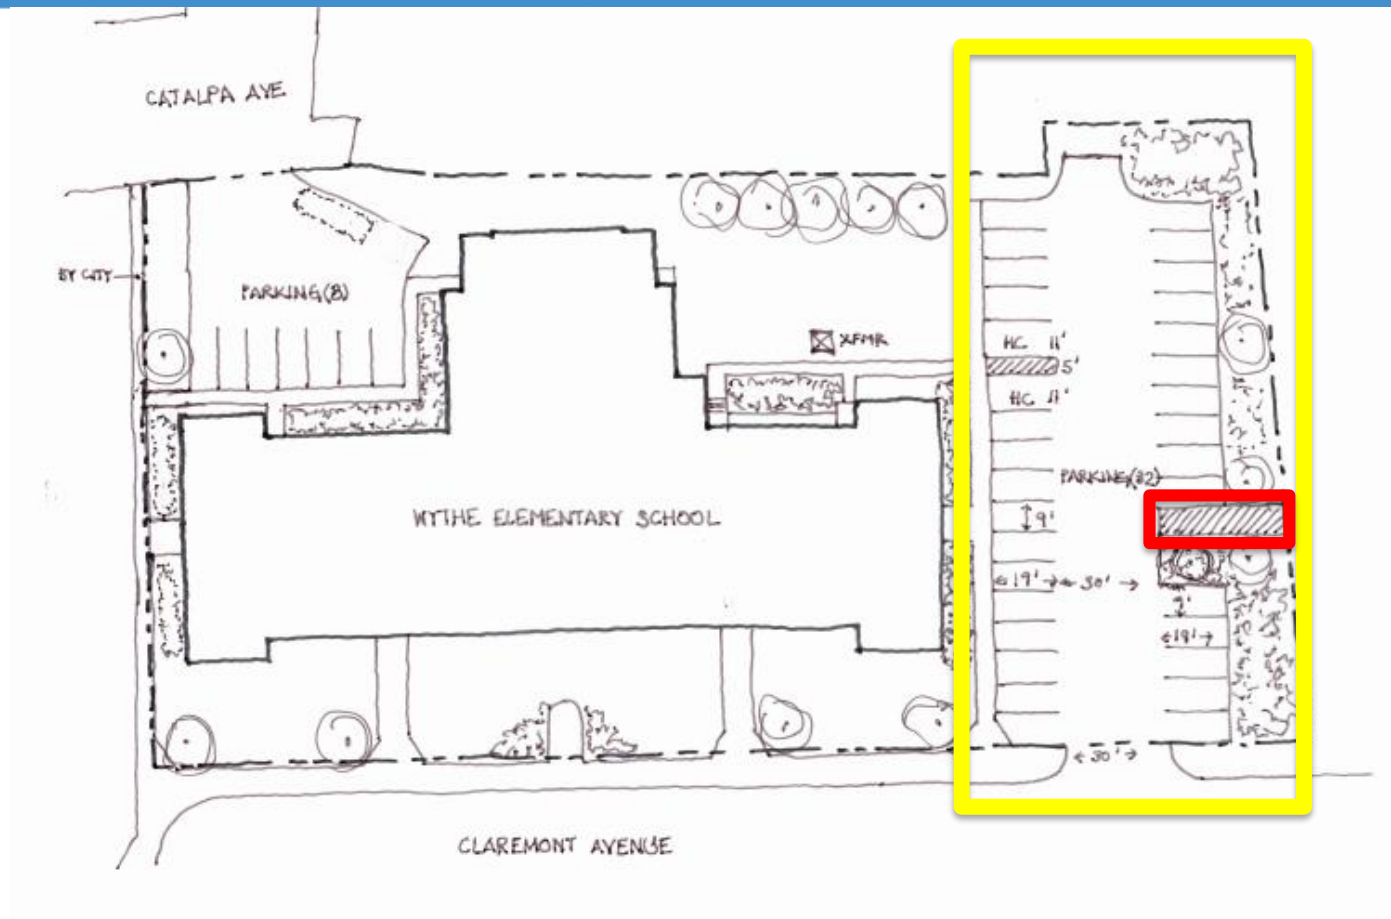 CATALPA AVE
BY CITY
PARKING(8)
XFMR
HC 11'
5'
HC 11'
PARKING(32)
WYTHE ELEMENTARY SCHOOL
9'
19' 30'
9'
19'
30'
CLAREMONT AVENUE